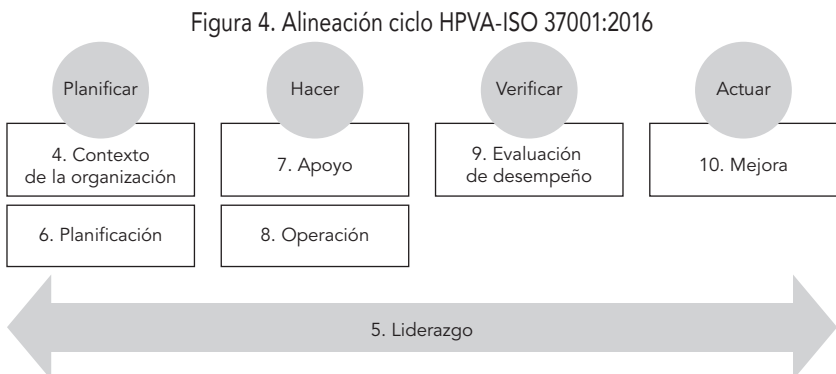 Figura 4. Alineación ciclo HPVA-ISO 37001:2016
Planificar
Hacer
Verificar
Actuar
4. Contexto
de la organización
7. Apoyo
9. Evaluación
de desempeño
10. Mejora
6. Planificación
8. Operación
5. Liderazgo